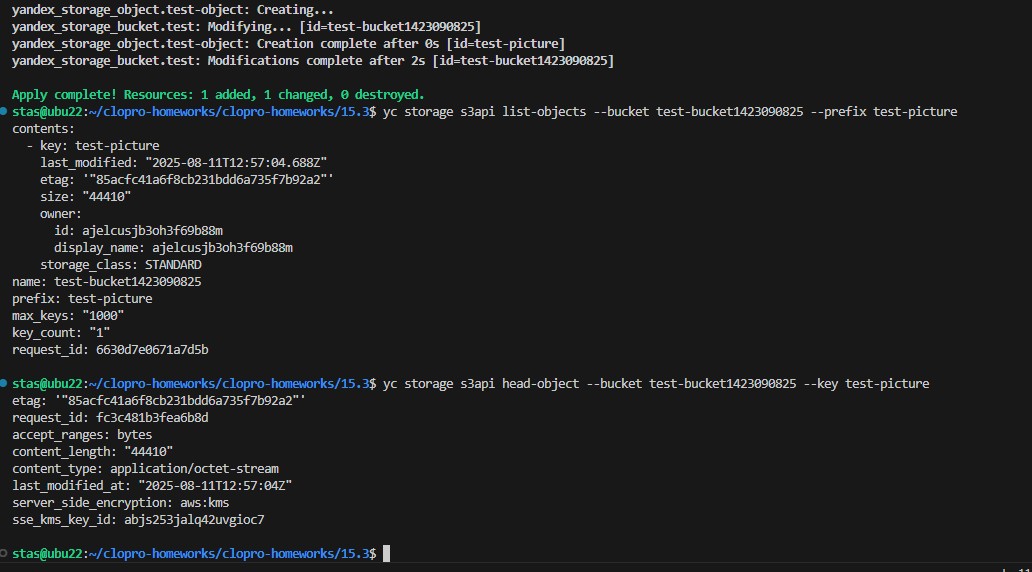 yandex_storage_object.test-object: Creating...
yandex_storage_bucket.test: Modifying... [id=test-bucket1423090825]
yandex_storage_object.test-object: Creation complete after 0s [id=test-picture]
yandex_storage_bucket.test: Modifications complete after 2s [id=test-bucket1423090825]
Apply complete! Resources: 1 added, 1 changed, 0 destroyed.
stas@ubu22:~/clopro-homeworks/clopro-homeworks/15.3$ yc storage s3api list-objects --bucket test-bucket1423090825 --prefix test-picture
contents:
  - key: test-picture
    last_modified: "2025-08-11T12:57:04.688Z"
    etag: '"85acfc41a6f8cb231bdd6a735f7b92a2"'
    size: "44410"
    owner:
      id: ajelcusjb3oh3f69b88m
      display_name: ajelcusjb3oh3f69b88m
    storage_class: STANDARD
name: test-bucket1423090825
prefix: test-picture
max_keys: "1000"
key_count: "1"
request_id: 6630d7e0671a7d5b
stas@ubu22:~/clopro-homeworks/clopro-homeworks/15.3$ yc storage s3api head-object --bucket test-bucket1423090825 --key test-picture
etag: '"85acfc41a6f8cb231bdd6a735f7b92a2"'
request_id: fc3c481b3fea6b8d
accept_ranges: bytes
content_length: "44410"
content_type: application/octet-stream
last_modified_at: "2025-08-11T12:57:04Z"
server_side_encryption: aws:kms
sse_kms_key_id: abjs253jalq42uvgioc7
stas@ubu22:~/clopro-homeworks/clopro-homeworks/15.3$